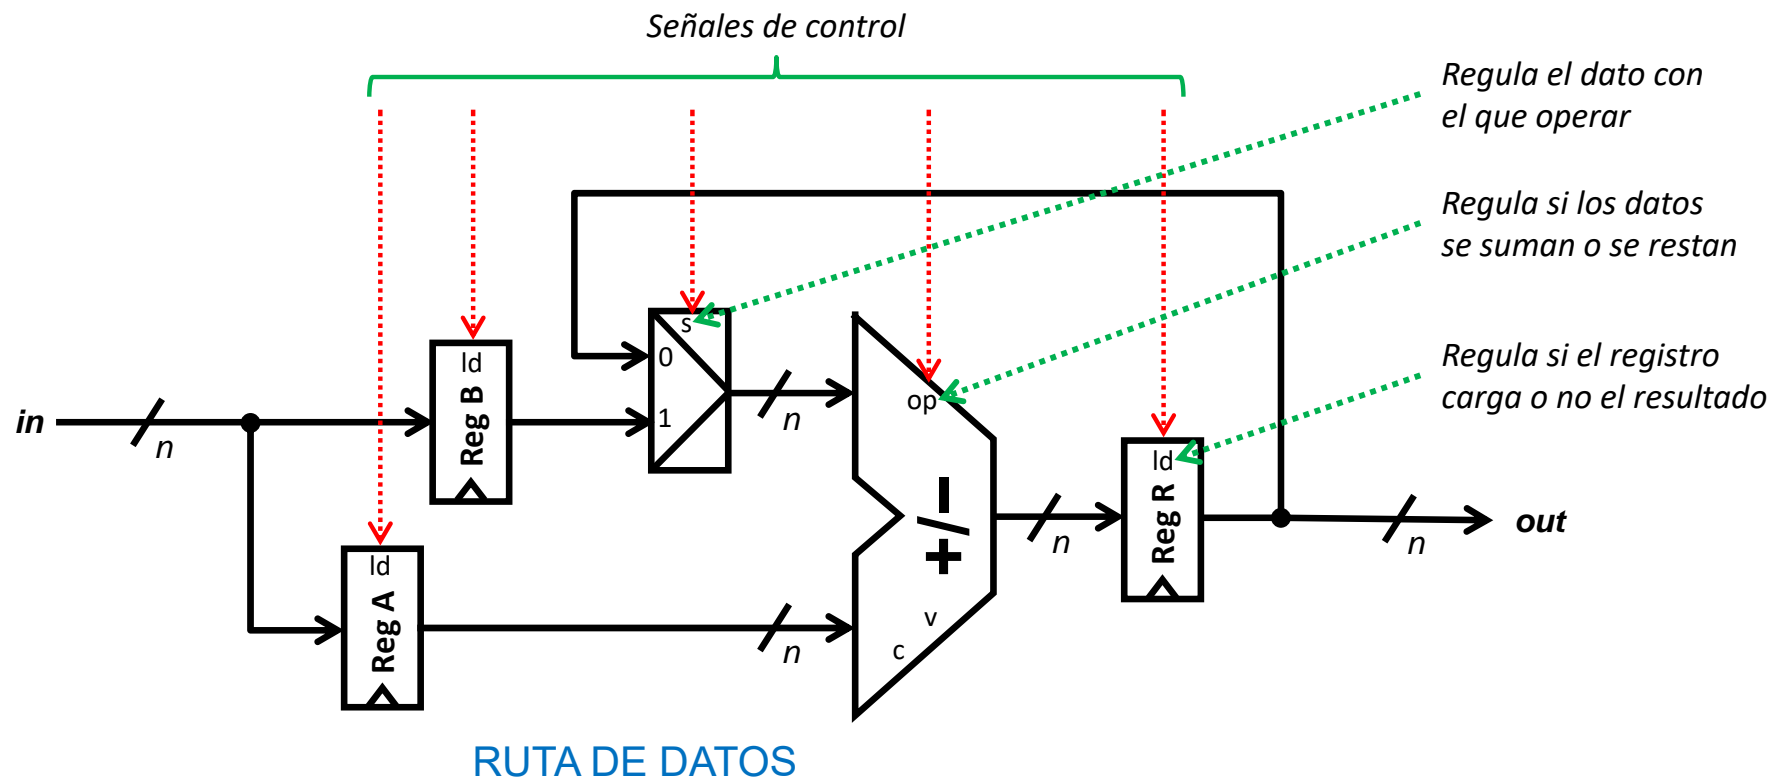 Señales de control
Regula el dato con
el que operar
Regula si los datos
se suman o se restan
Regula si el registro
carga o no el resultado
s
0
1
ld
Reg B
in
n
n
op
ld
Reg R
+/−
n
n
out
ld
Reg A
n
v
c
RUTA DE DATOS